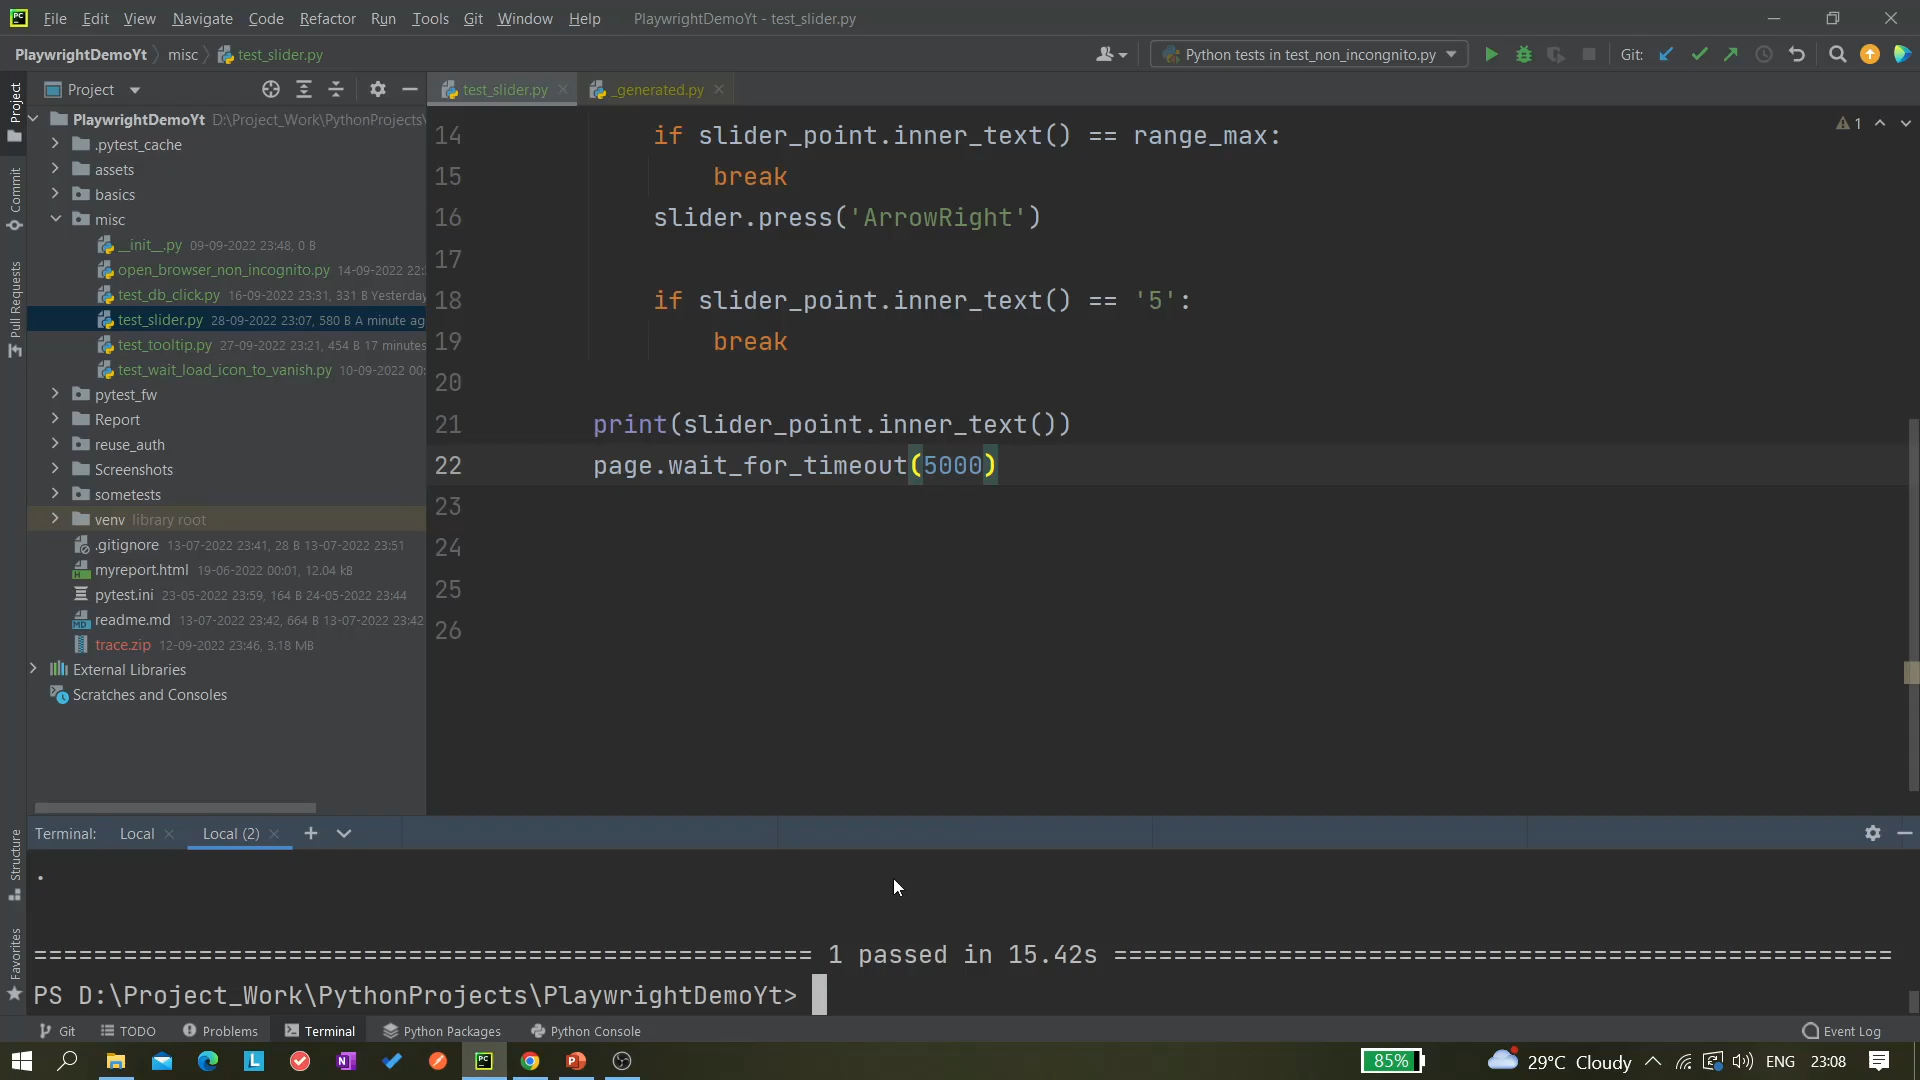 File Edit View Navigate Code Refactor Run Tools Git Window Help PlaywrightDemoYt - test_slider.py
PlaywrightDemoYt misc test_slider.py Python tests in test_non_incongnito.py Git:
Project test_slider.py _generated.py
PlaywrightDemoYt D:\Project_Work\PythonProjects\
.pytest_cache
assets
basics
misc
__init__.py 09-09-2022 23:48, 0 B
open_browser_non_incognito.py 14-09-2022 22:
test_db_click.py 16-09-2022 23:31, 331 B Yesterday
test_slider.py 28-09-2022 23:07, 580 B A minute ag
test_tooltip.py 27-09-2022 23:21, 454 B 17 minutes
test_wait_load_icon_to_vanish.py 10-09-2022 00:
pytest_fw
Report
reuse_auth
Screenshots
sometests
venv library root
.gitignore 13-07-2022 23:41, 28 B 13-07-2022 23:51
myreport.html 19-06-2022 00:01, 12.04 kB
pytest.ini 23-05-2022 23:59, 164 B 24-05-2022 23:44
readme.md 13-07-2022 23:42, 664 B 13-07-2022 23:42
trace.zip 12-09-2022 23:46, 3.18 MB
External Libraries
Scratches and Consoles
Project
Commit
Pull Requests
Structure
Favorites
1
14 if slider_point.inner_text() == range_max:
15 break
16 slider.press('ArrowRight')
17
18 if slider_point.inner_text() == '5':
19 break
20
21 print(slider_point.inner_text())
22 page.wait_for_timeout(5000)
23
24
25
26
Terminal: Local Local (2)
.
==================================================== 1 passed in 15.42s ====================================================
PS D:\Project_Work\PythonProjects\PlaywrightDemoYt>
Git TODO Problems Terminal Python Packages Python Console Event Log
85% 29°C Cloudy ENG 23:08